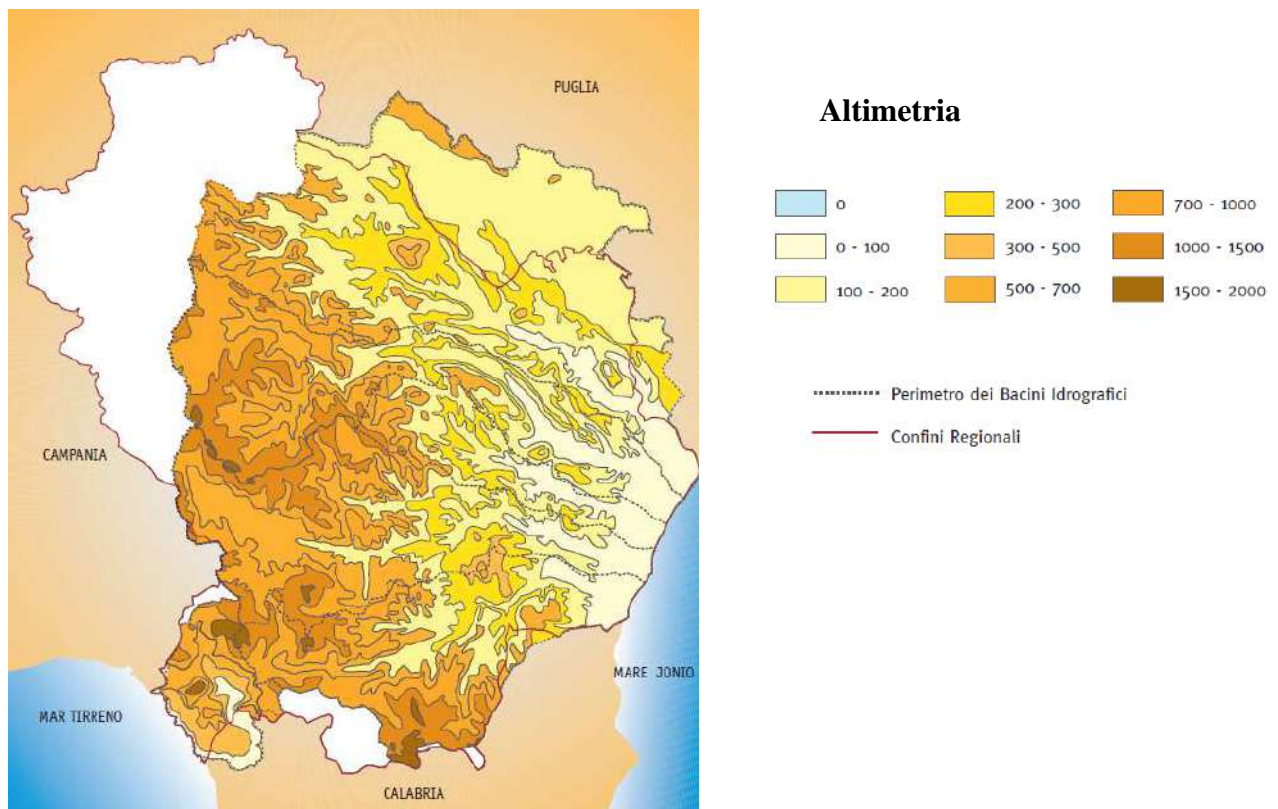 PUGLIA
CAMPANIA
MARE JONIO
MAR TIRRENO
CALABRIA
Altimetria
0
200 - 300
700 - 1000
0 - 100
300 - 500
1000 - 1500
100 - 200
500 - 700
1500 - 2000
Perimetro dei Bacini Idrografici
Confini Regionali